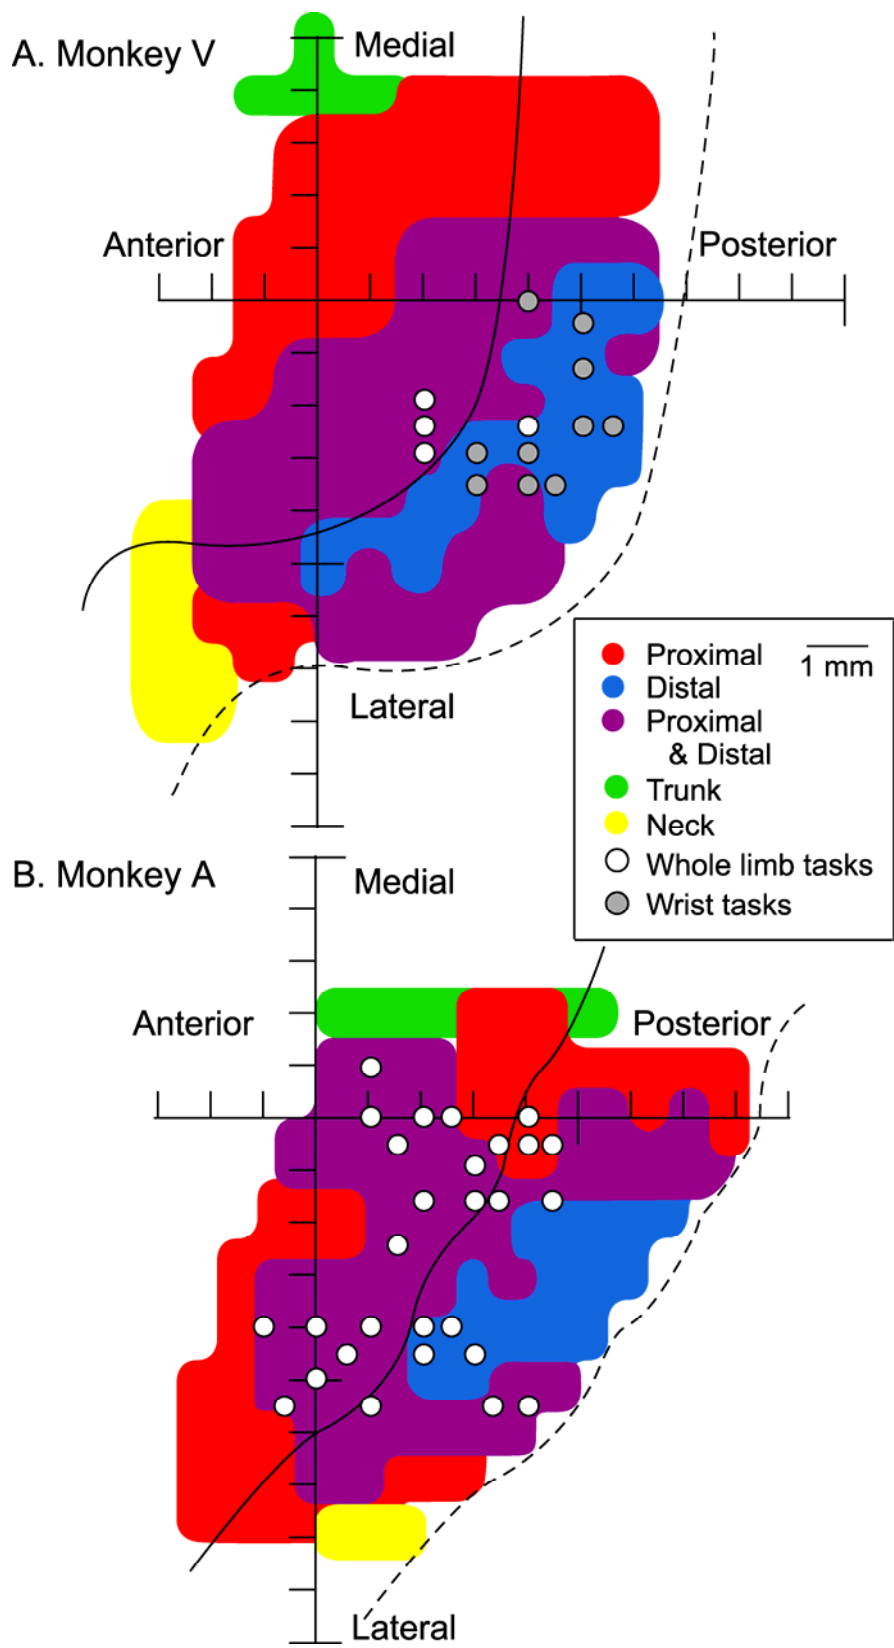 A. Monkey V
Medial
Anterior
Posterior
Lateral
Proximal
1 mm
Distal
Proximal
& Distal
Trunk
Neck
Whole limb tasks
Wrist tasks
B. Monkey A
Medial
Anterior
Posterior
Lateral